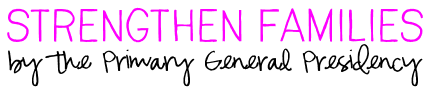 STRENGTHEN FAMILIES
by the Primary General Presidency